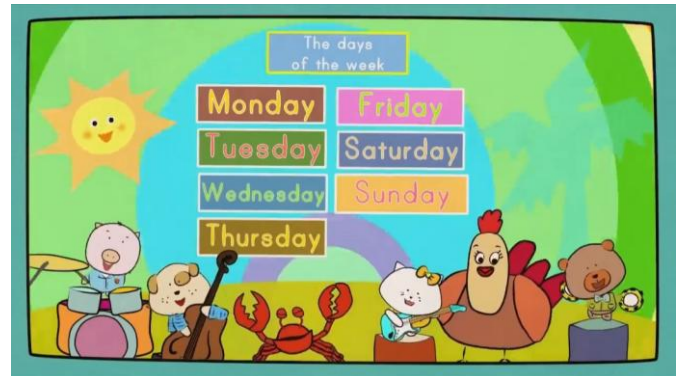 The days
of the week
Monday
Tuesday
Wednesday
Thursday
Friday
Saturday
Sunday